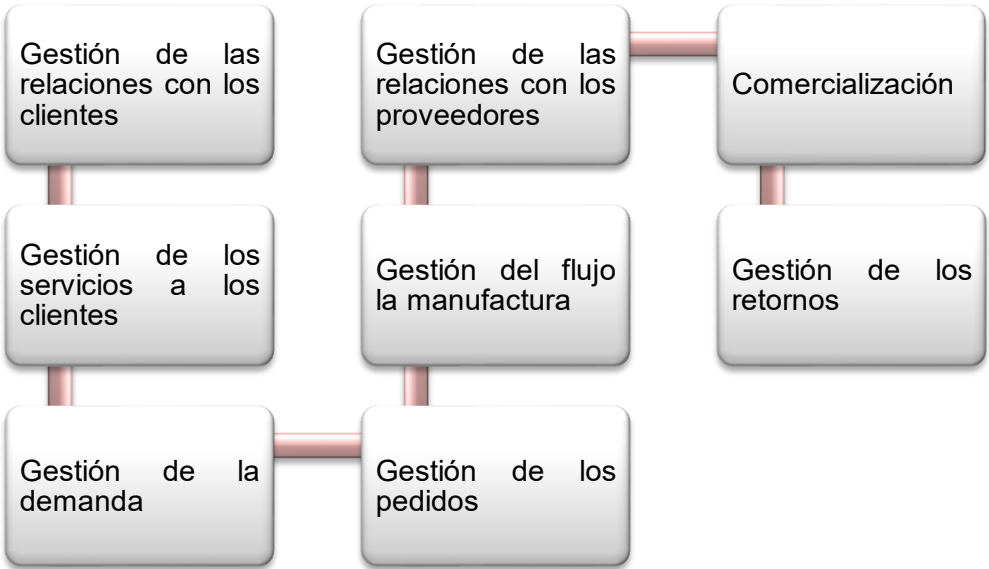 Gestión de las
relaciones con los
clientes
Gestión de los
servicios a los
clientes
Gestión de la
demanda
Gestión de los
pedidos
Gestión del flujo
la manufactura
Gestión de las
relaciones con los
proveedores
Comercialización
Gestión de los
retornos